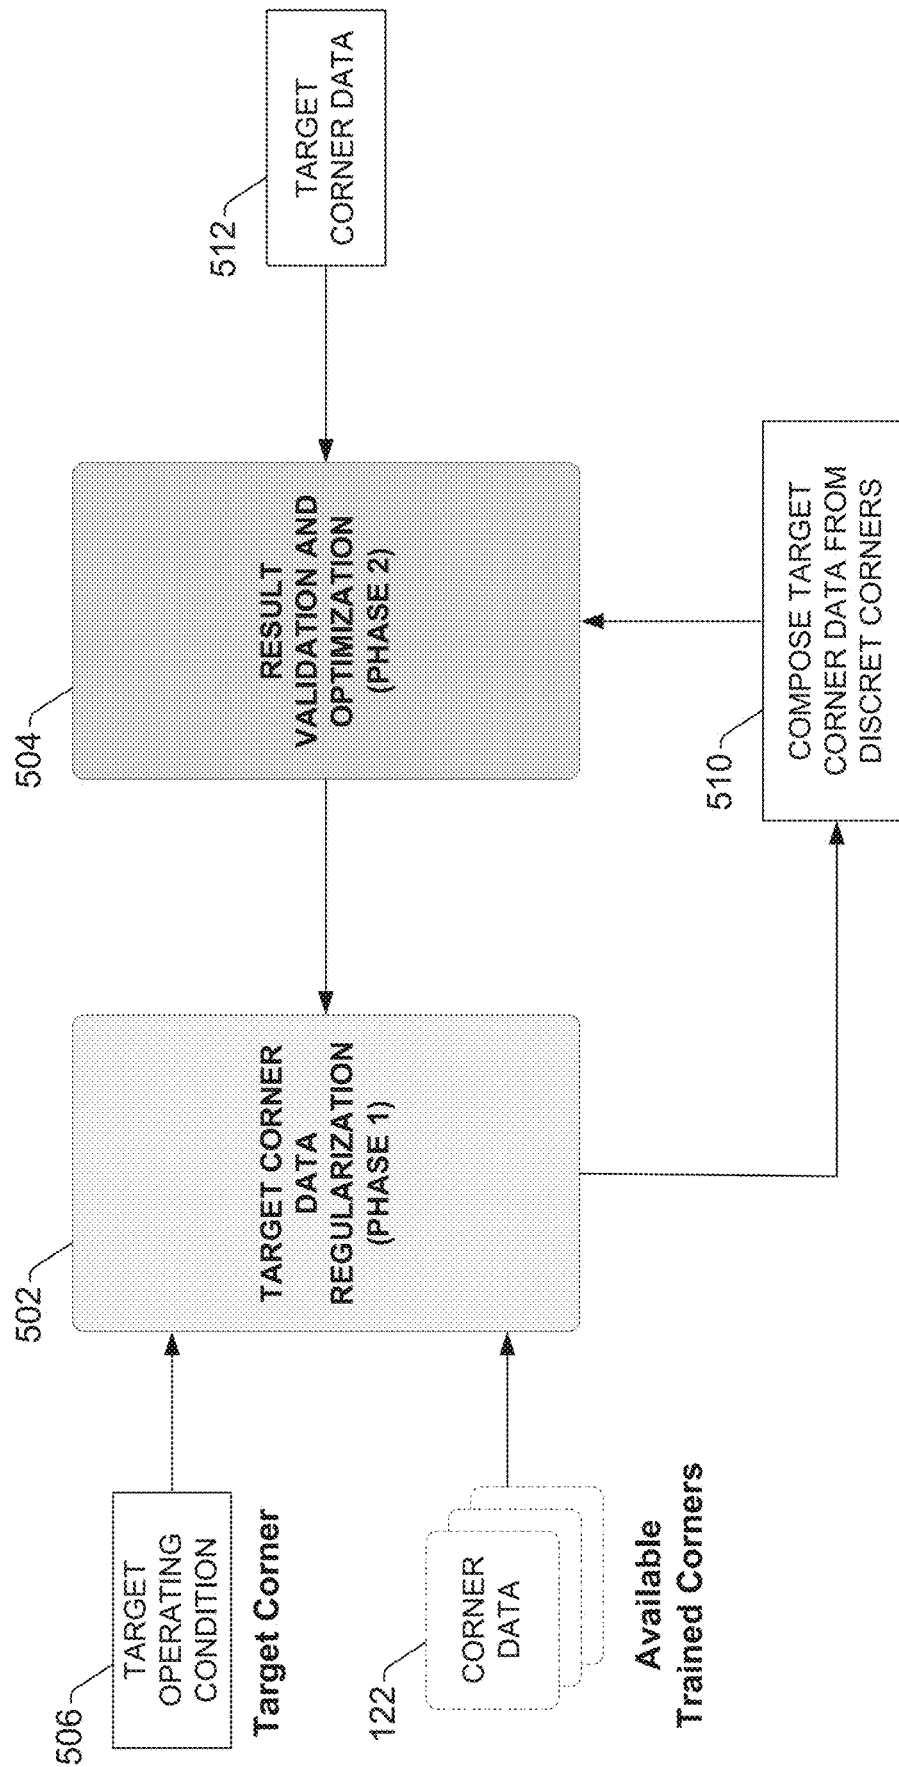 506
TARGET
OPERATING
CONDITION
Target Corner
122
CORNER
DATA
Available
Trained Corners
502
TARGET CORNER
DATA
REGULARIZATION
(PHASE 1)
504
RESULT
VALIDATION AND
OPTIMIZATION
(PHASE 2)
510
COMPOSE TARGET
CORNER DATA FROM
DISCRET CORNERS
512
TARGET
CORNER DATA